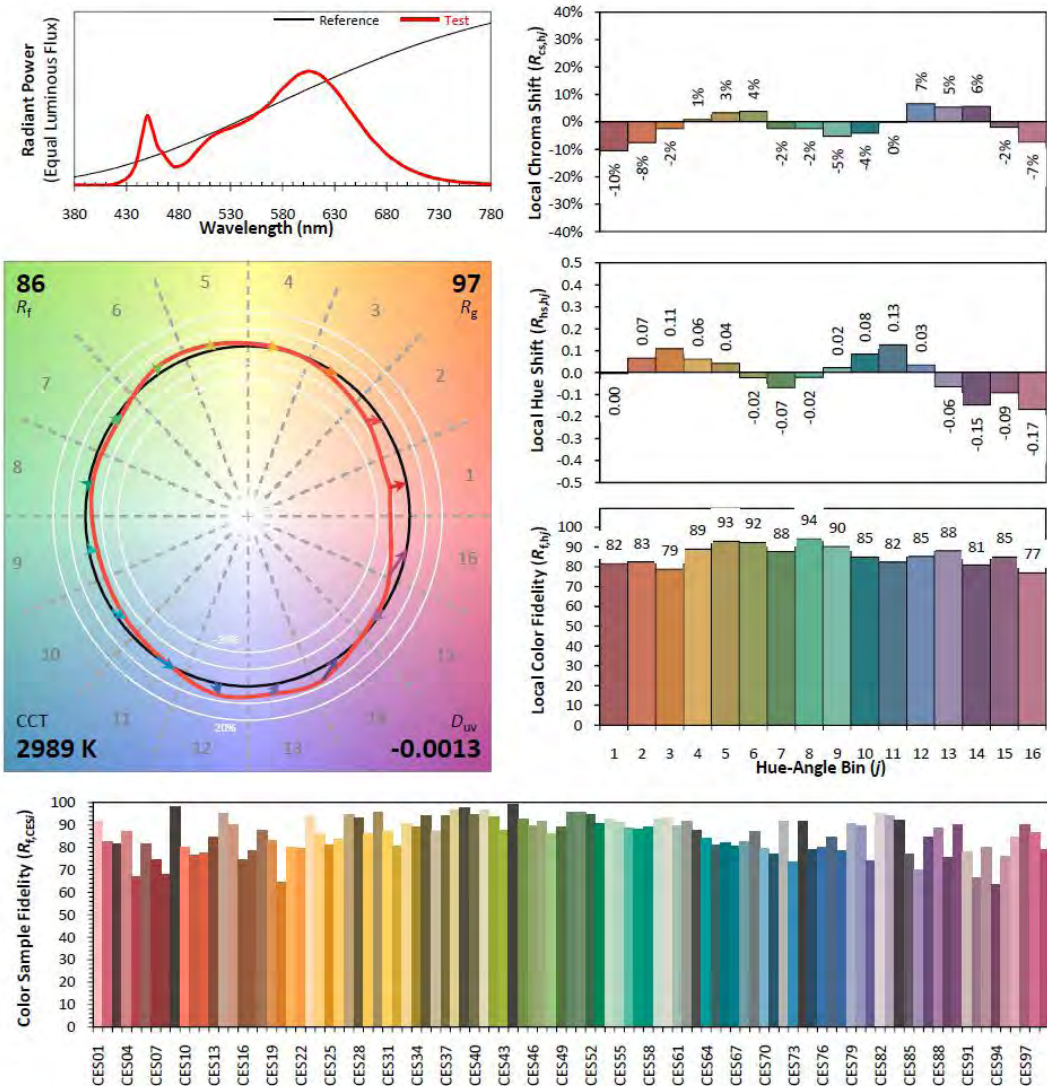 Reference Test
Radiant Power
(Equal Luminous Flux)
380 430 480 530 580 630 680 730 780
Wavelength (nm)
Local Chroma Shift (Rcs,hj)
40%
30%
20%
10%
0%
-10%
-20%
-30%
-40%
-10% -8% -2% 1% 3% 4% -2% -2% -5% -4% 0% 7% 5% 6% -2% -7%
86
Rf
97
Rg
1 2 3 4 5 6 7 8 9 10 11 12 13 14 15 16
-20%
20%
CCT
2989 K
Duv
-0.0013
Local Hue Shift (Rhs,hj)
0.5
0.4
0.3
0.2
0.1
0.0
-0.1
-0.2
-0.3
-0.4
-0.5
0.00 0.07 0.11 0.06 0.04 -0.02 -0.07 -0.02 0.02 0.08 0.13 0.03 -0.06 -0.15 -0.09 -0.17
Local Color Fidelity (Rf,hj)
100
90
80
70
60
50
40
30
20
10
0
82 83 79 89 93 92 88 94 90 85 82 85 88 81 85 77
1 2 3 4 5 6 7 8 9 10 11 12 13 14 15 16
Hue-Angle Bin (j)
Color Sample Fidelity (Rf,cesi)
100
90
80
70
60
50
40
30
20
10
0
CES01 CES04 CES07 CES10 CES13 CES16 CES19 CES22 CES25 CES28 CES31 CES34 CES37 CES40 CES43 CES46 CES49 CES52 CES55 CES58 CES61 CES64 CES67 CES70 CES73 CES76 CES79 CES82 CES85 CES88 CES91 CES94 CES97